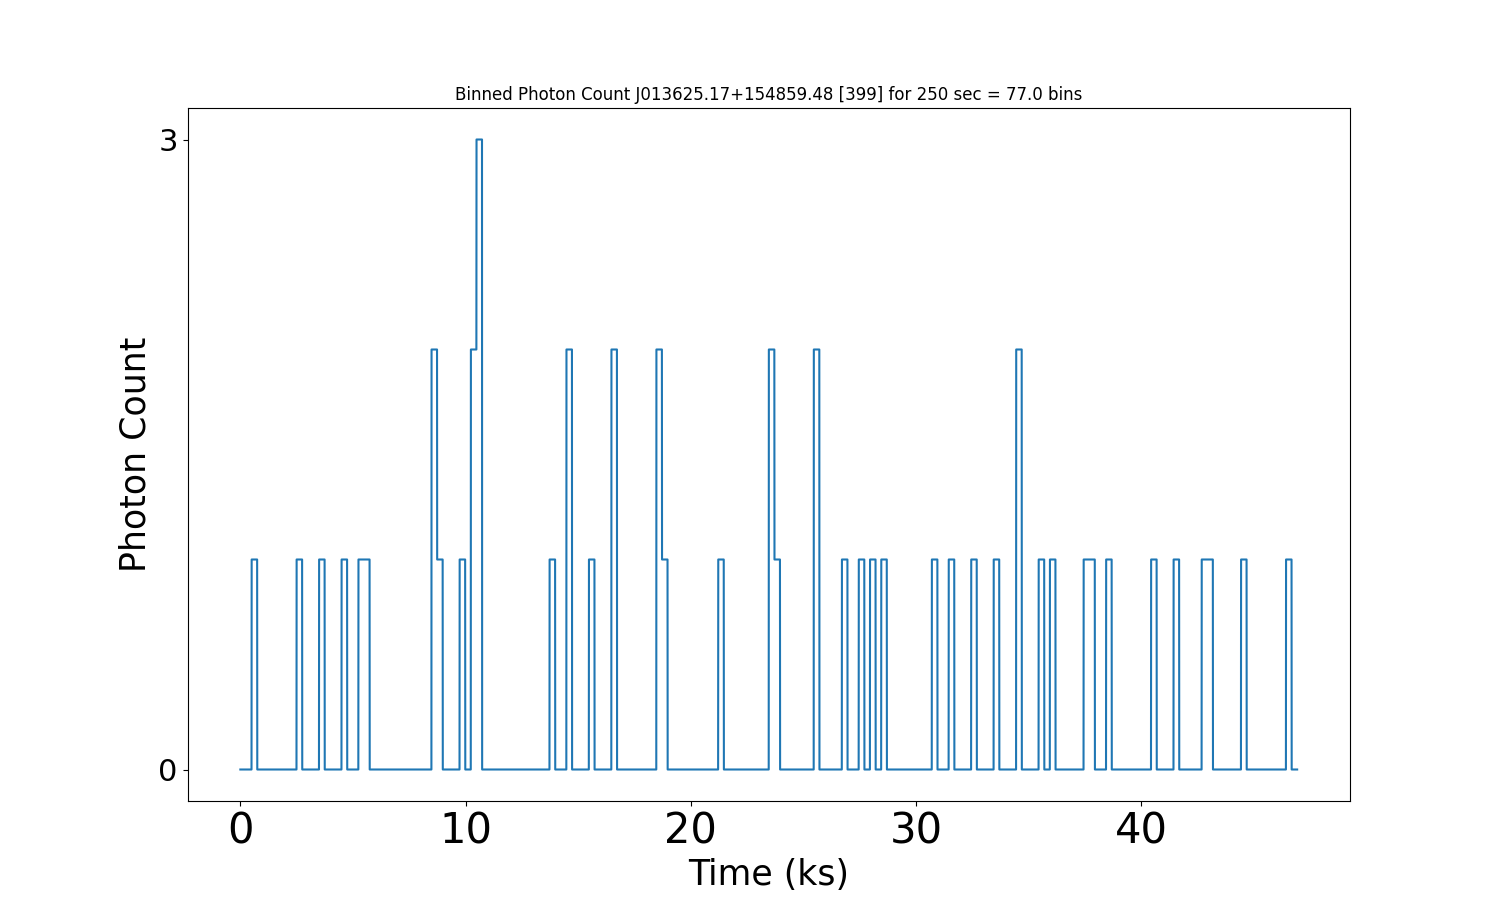 Binned Photon Count J013625.17+154859.48 [399] for 250 sec = 77.0 bins
3
Photon Count
0
0 10 20 30 40
Time (ks)